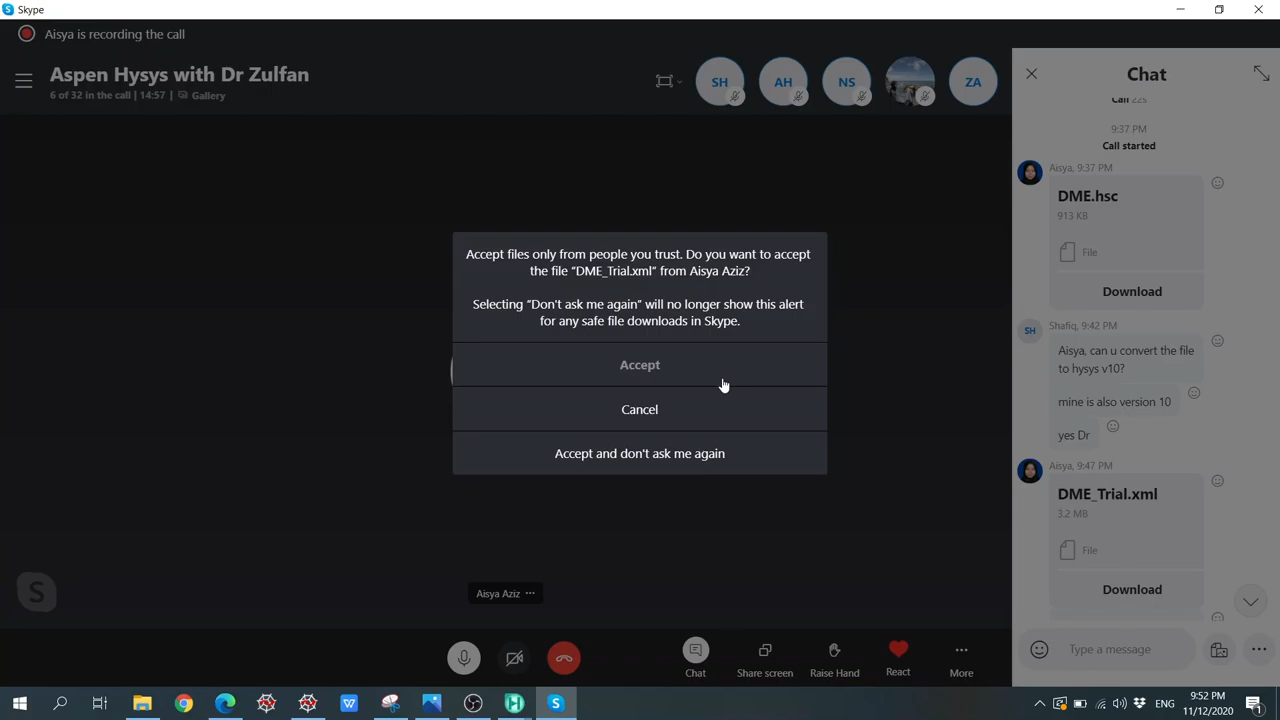 Skype
Aisya is recording the call
Aspen Hysys with Dr Zulfan
6 of 32 in the call | 14:57 | Gallery
SH
AH
NS
ZA
Chat
Call 22s
9:37 PM
Call started
Aisya, 9:37 PM
DME.hsc
913 KB
File
Download
Shafiq, 9:42 PM
SH
Aisya, can u convert the file
to hysys v10?
mine is also version 10
yes Dr
Aisya, 9:47 PM
DME_Trial.xml
3.2 MB
File
Download
Type a message
Accept files only from people you trust. Do you want to accept
the file “DME_Trial.xml” from Aisya Aziz?
Selecting “Don't ask me again” will no longer show this alert
for any safe file downloads in Skype.
Accept
Cancel
Accept and don't ask me again
S
Aisya Aziz
Chat
Share screen
Raise Hand
React
More
ENG
9:52 PM
11/12/2020
1